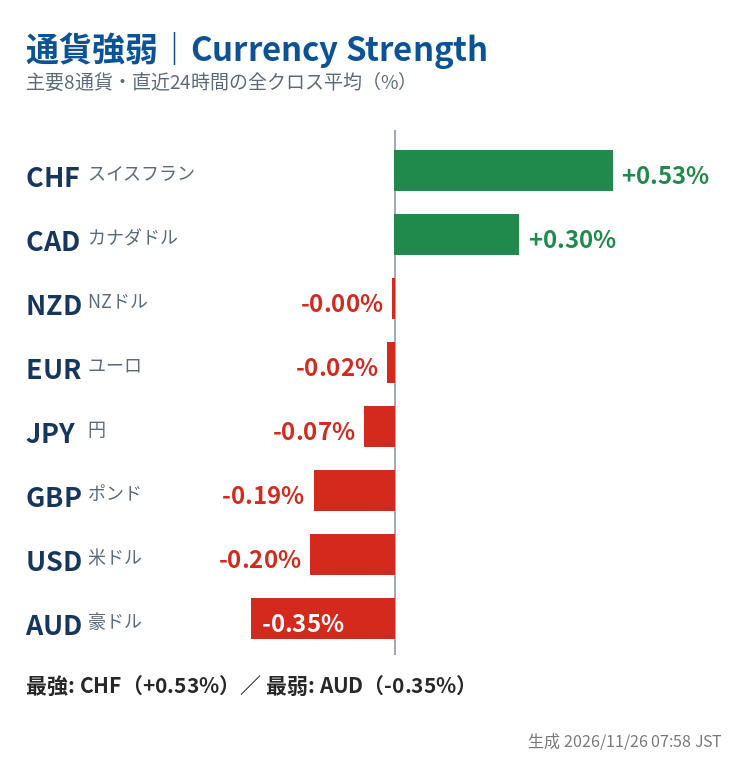 通貨強弱｜Currency Strength
主要8通貨・直近24時間の全クロス平均（%）
CHF スイスフラン +0.53%
CAD カナダドル +0.30%
NZD NZドル -0.00%
EUR ユーロ -0.02%
JPY 円 -0.07%
GBP ポンド -0.19%
USD 米ドル -0.20%
AUD 豪ドル -0.35%
最強: CHF（+0.53%）／ 最弱: AUD（-0.35%）
生成 2026/11/26 07:58 JST